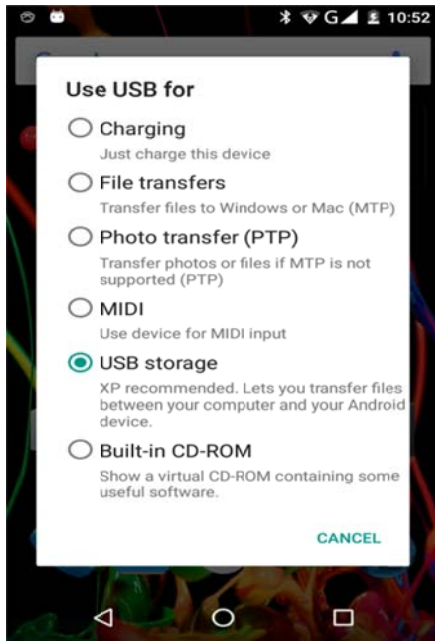 G 10:52
Use USB for
Charging
Just charge this device
File transfers
Transfer files to Windows or Mac (MTP)
Photo transfer (PTP)
Transfer photos or files if MTP is not
supported (PTP)
MIDI
Use device for MIDI input
USB storage
XP recommended. Lets you transfer files
between your computer and your Android
device.
Built-in CD-ROM
Show a virtual CD-ROM containing some
useful software.
CANCEL